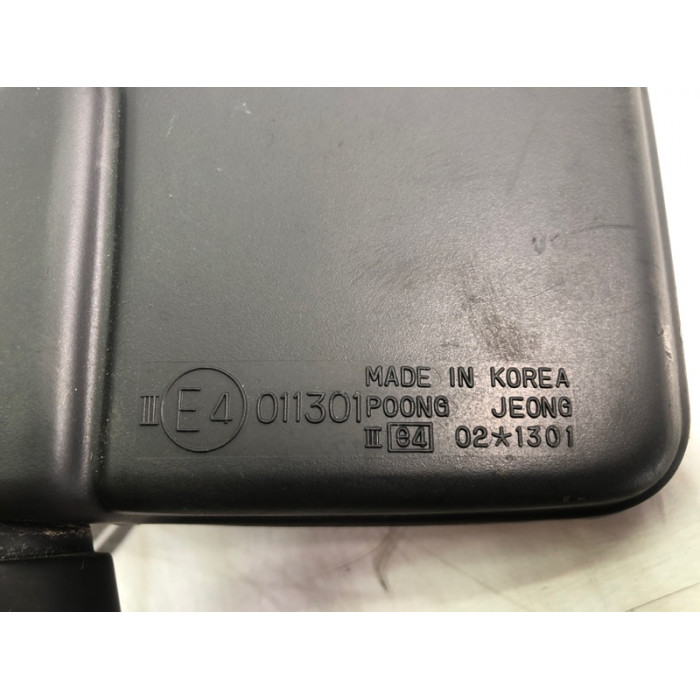 MADE IN KOREA
III E4 011301 POONG JEONG
III e4 02*1301